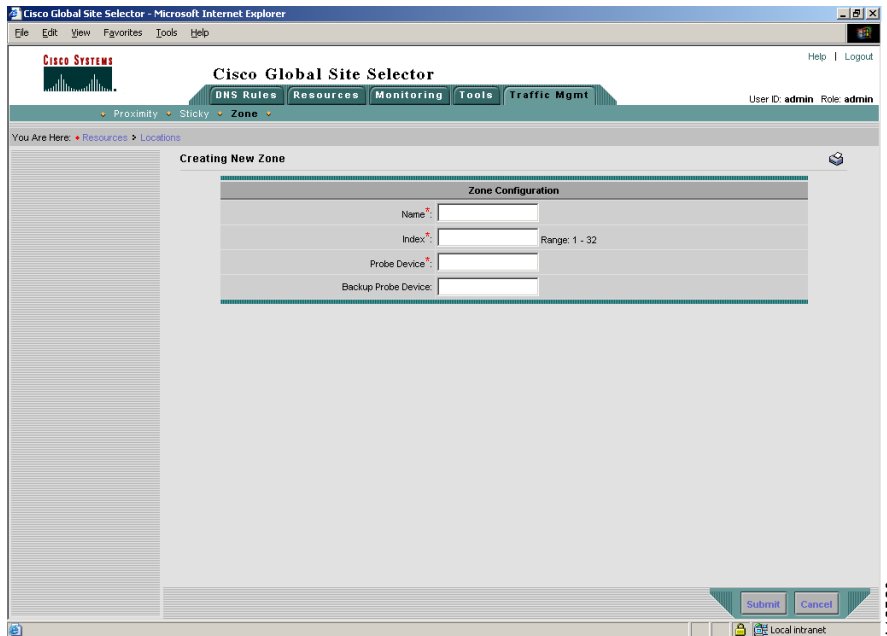 Cisco Global Site Selector - Microsoft Internet Explorer
File Edit View Favorites Tools Help
Help | Logout
CISCO SYSTEMS
Cisco Global Site Selector
DNS Rules Resources Monitoring Tools Traffic Mgmt
User ID: admin Role: admin
Proximity Sticky Zone
You Are Here: Resources Locations
Creating New Zone
Zone Configuration
Name*:
Index*: Range: 1 - 32
Probe Device*:
Backup Probe Device:
Submit Cancel
Local intranet